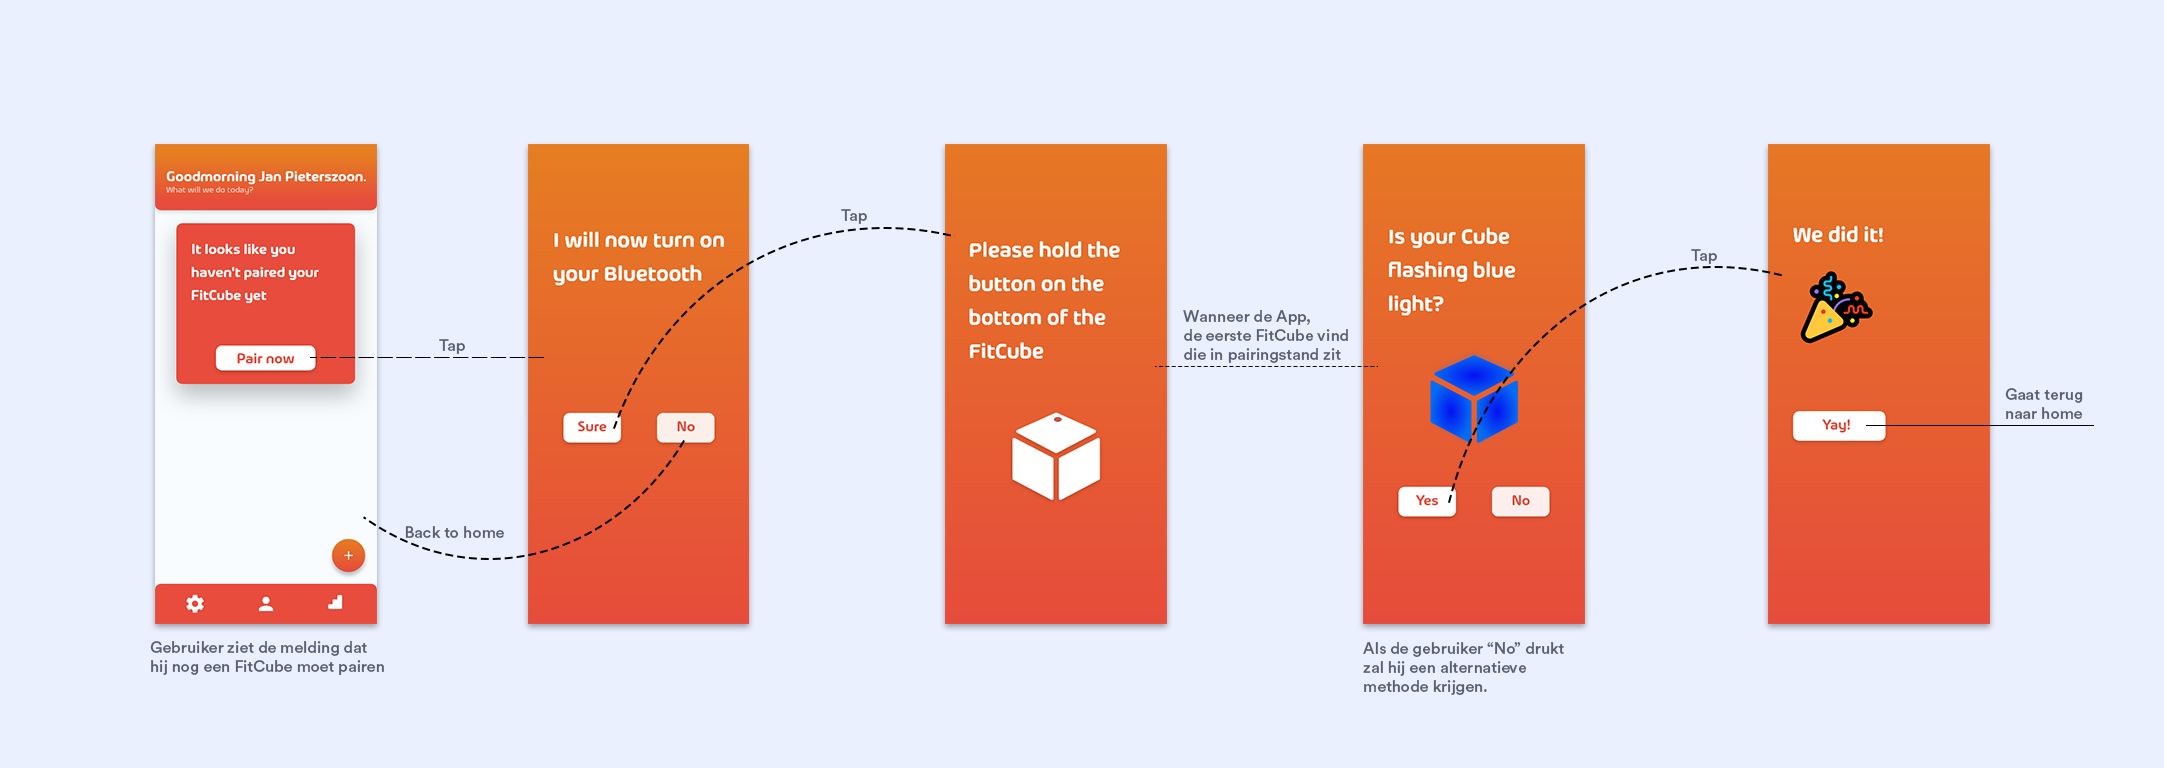 Goodmorning Jan Pieterszoon.
What will we do today?
It looks like you
haven't paired your
FitCube yet
Pair now
+
Gebruiker ziet de melding dat
hij nog een FitCube moet pairen
Tap
Back to home
I will now turn on
your Bluetooth
Sure
No
Tap
Please hold the
button on the
bottom of the
FitCube
Wanneer de App,
de eerste FitCube vind
die in pairingstand zit
Is your Cube
flashing blue
light?
Yes
No
Als de gebruiker “No” drukt
zal hij een alternatieve
methode krijgen.
Tap
We did it!
Yay!
Gaat terug
naar home